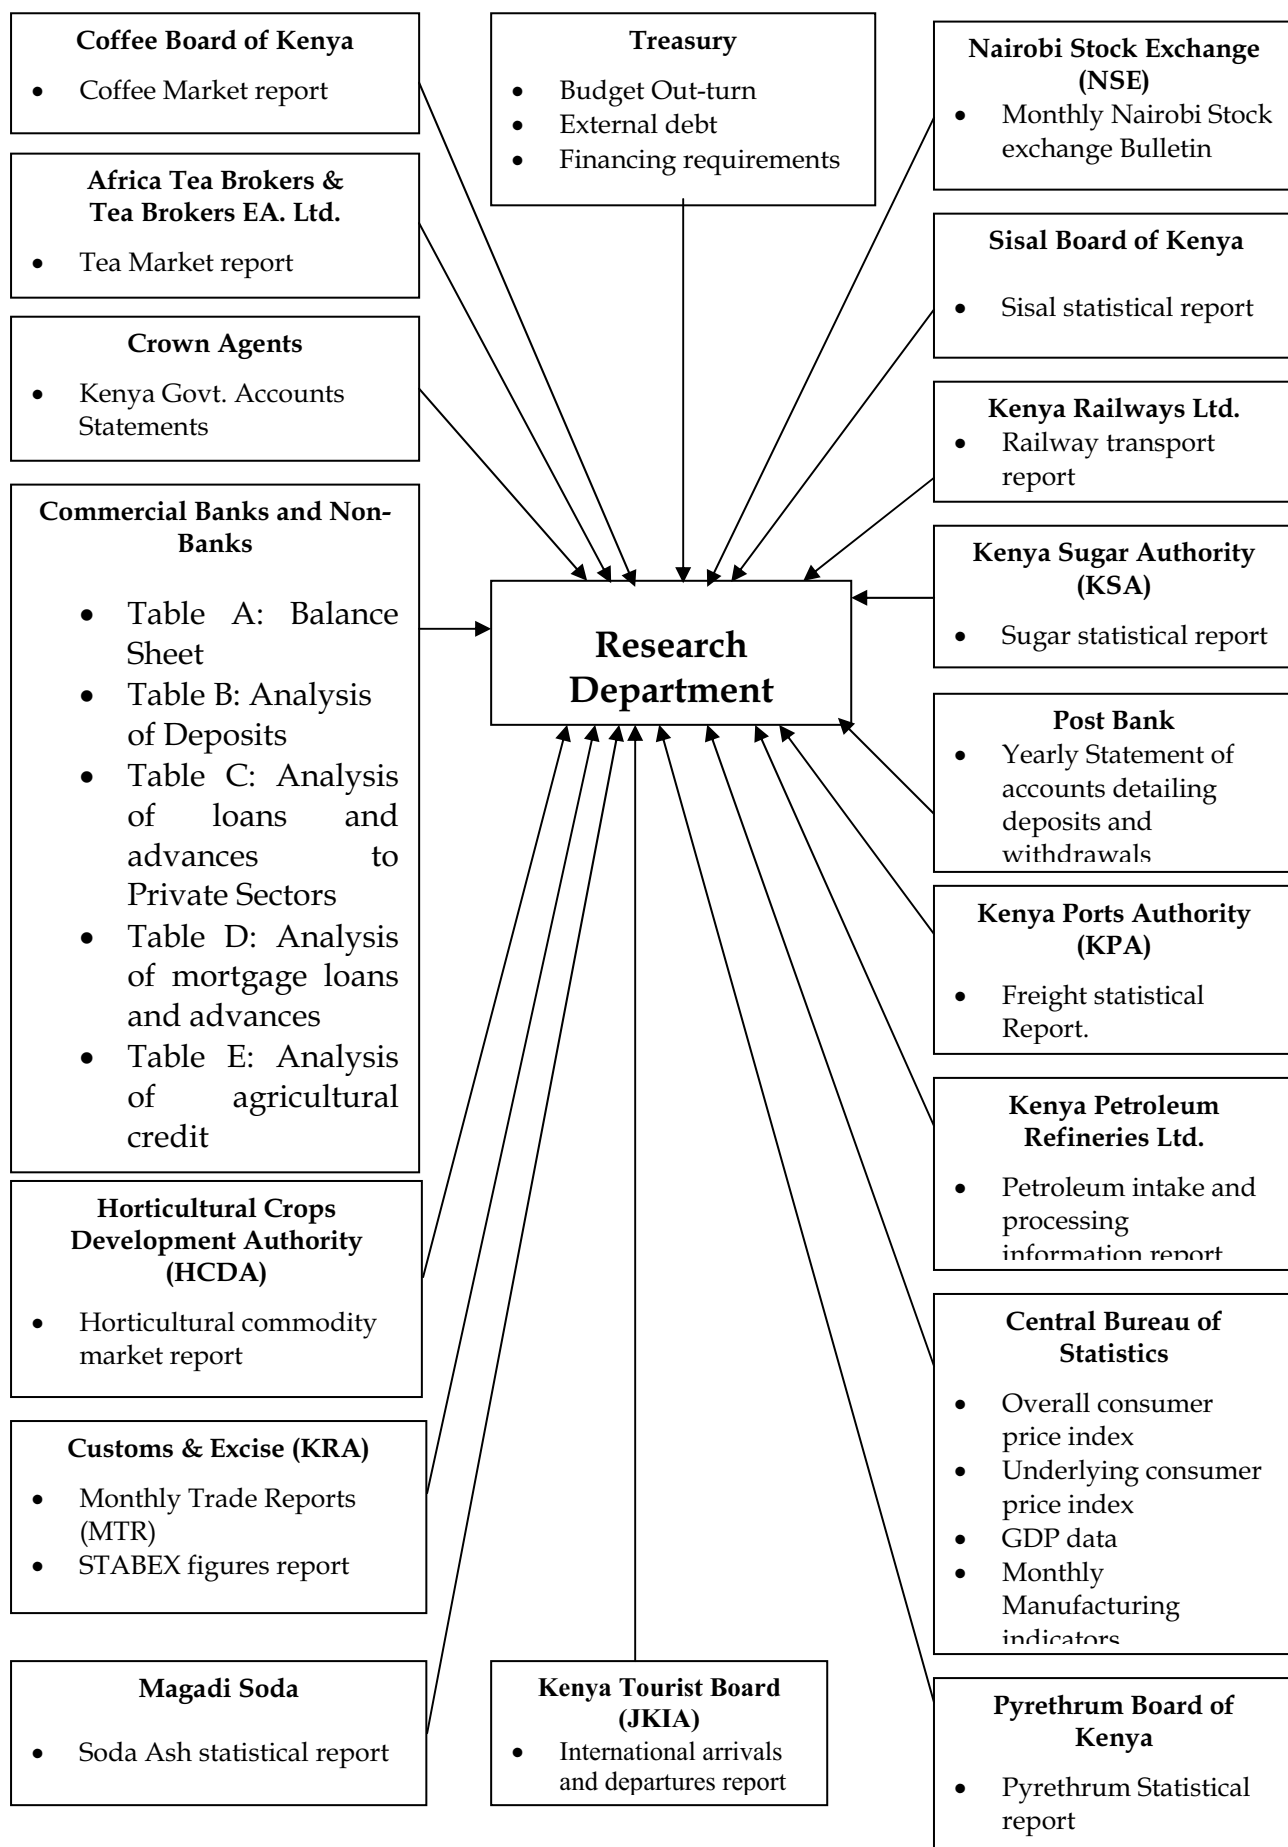 Coffee Board of Kenya
• Coffee Market report
Africa Tea Brokers &
Tea Brokers EA. Ltd.
• Tea Market report
Crown Agents
• Kenya Govt. Accounts
Statements
Commercial Banks and Non-
Banks
• Table A: Balance
Sheet
• Table B: Analysis
of Deposits
• Table C: Analysis
of loans and
advances to
Private Sectors
• Table D: Analysis
of mortgage loans
and advances
• Table E: Analysis
of agricultural
credit
Horticultural Crops
Development Authority
(HCDA)
• Horticultural commodity
market report
Customs & Excise (KRA)
• Monthly Trade Reports
(MTR)
• STABEX figures report
Magadi Soda
• Soda Ash statistical report
Treasury
• Budget Out-turn
• External debt
• Financing requirements
Research
Department
Kenya Tourist Board
(JKIA)
• International arrivals
and departures report
Nairobi Stock Exchange
(NSE)
• Monthly Nairobi Stock
exchange Bulletin
Sisal Board of Kenya
• Sisal statistical report
Kenya Railways Ltd.
• Railway transport
report
Kenya Sugar Authority
(KSA)
• Sugar statistical report
Post Bank
• Yearly Statement of
accounts detailing
deposits and
withdrawals
Kenya Ports Authority
(KPA)
• Freight statistical
Report.
Kenya Petroleum
Refineries Ltd.
• Petroleum intake and
processing
information report
Central Bureau of
Statistics
• Overall consumer
price index
• Underlying consumer
price index
• GDP data
• Monthly
Manufacturing
indicators
Pyrethrum Board of
Kenya
• Pyrethrum Statistical
report